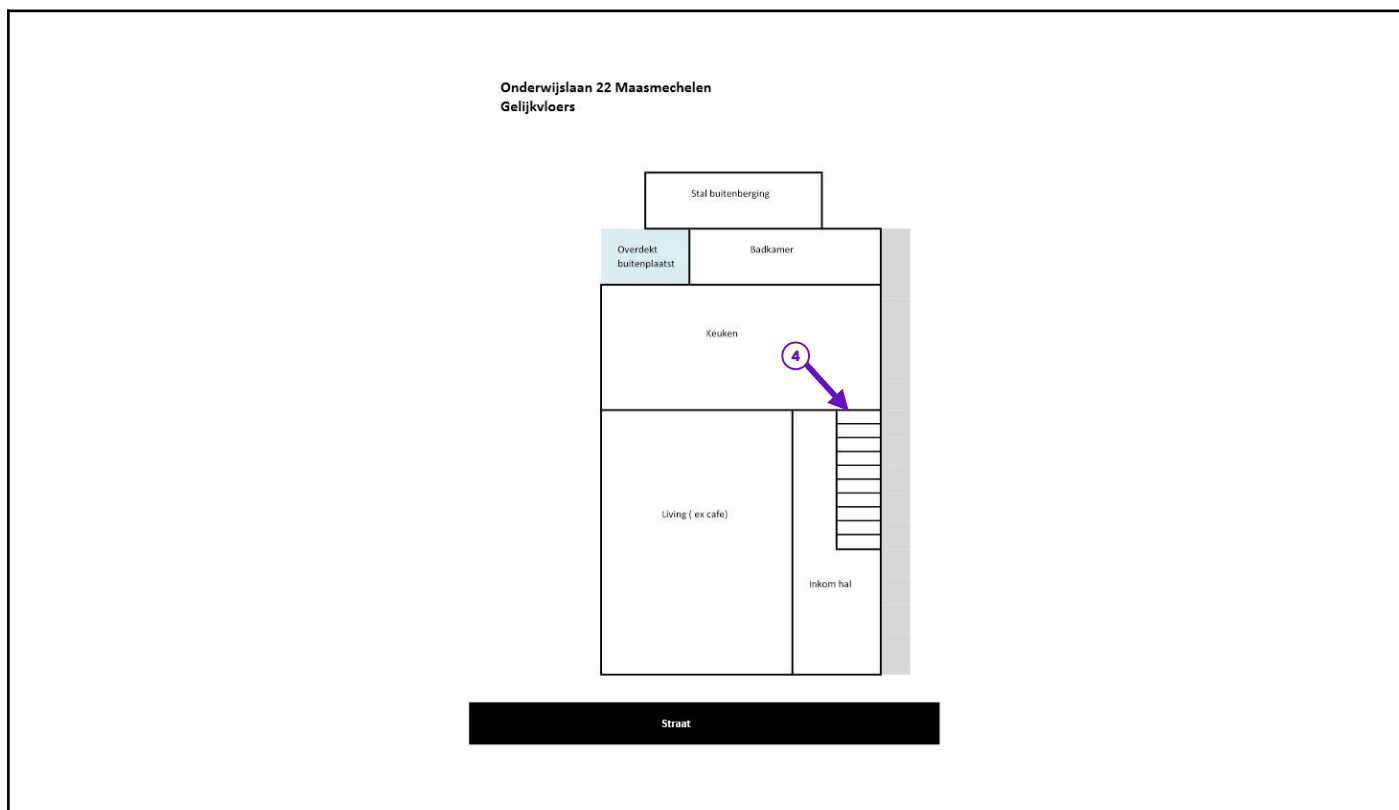 Onderwijslaan 22 Maasmechelen
Gelijkvloers
Stal buitenberging
Overdekt
buitenplaatst
Badkamer
Keuken
4
Living ( ex cafe)
Inkom hal
Straat